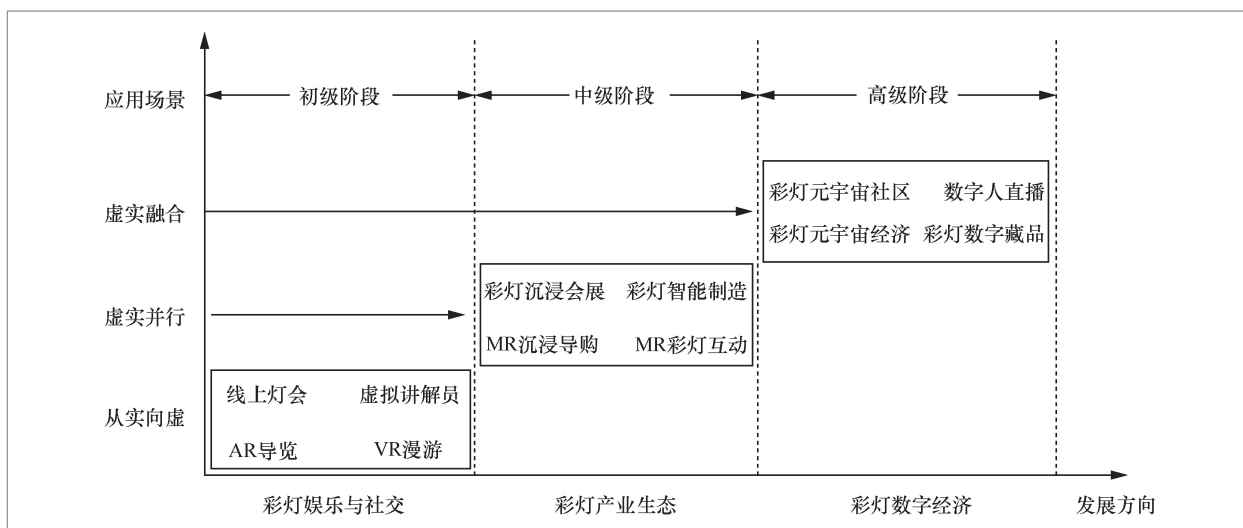 应用场景 初级阶段 中级阶段 高级阶段
彩灯元宇宙社区 数字人直播
虚实融合
彩灯元宇宙经济 彩灯数字藏品
彩灯沉浸会展 彩灯智能制造
虚实并行
MR沉浸导购 MR彩灯互动
线上灯会 虚拟讲解员
从实向虚
AR导览 VR漫游
彩灯娱乐与社交 彩灯产业生态 彩灯数字经济 发展方向